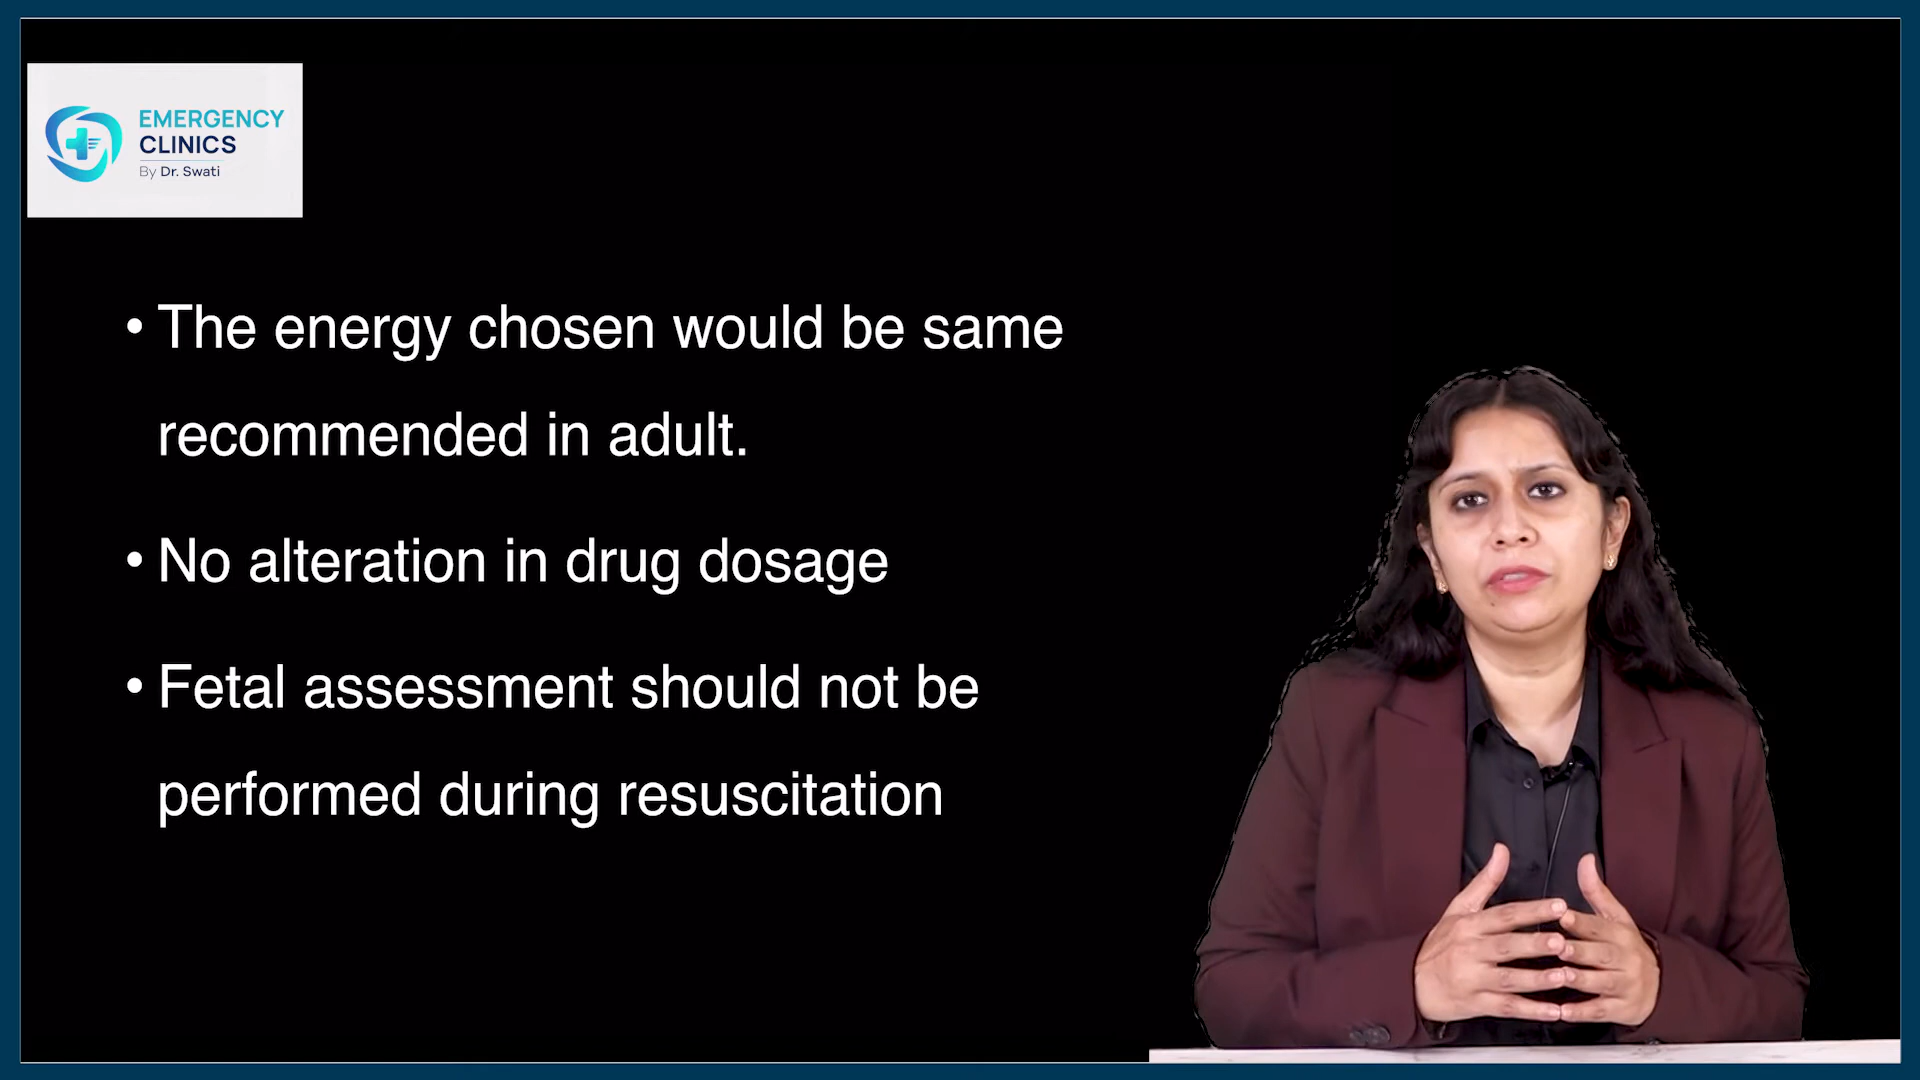 EMERGENCY
CLINICS
By Dr. Swati
• The energy chosen would be same
recommended in adult.
• No alteration in drug dosage
• Fetal assessment should not be
performed during resuscitation